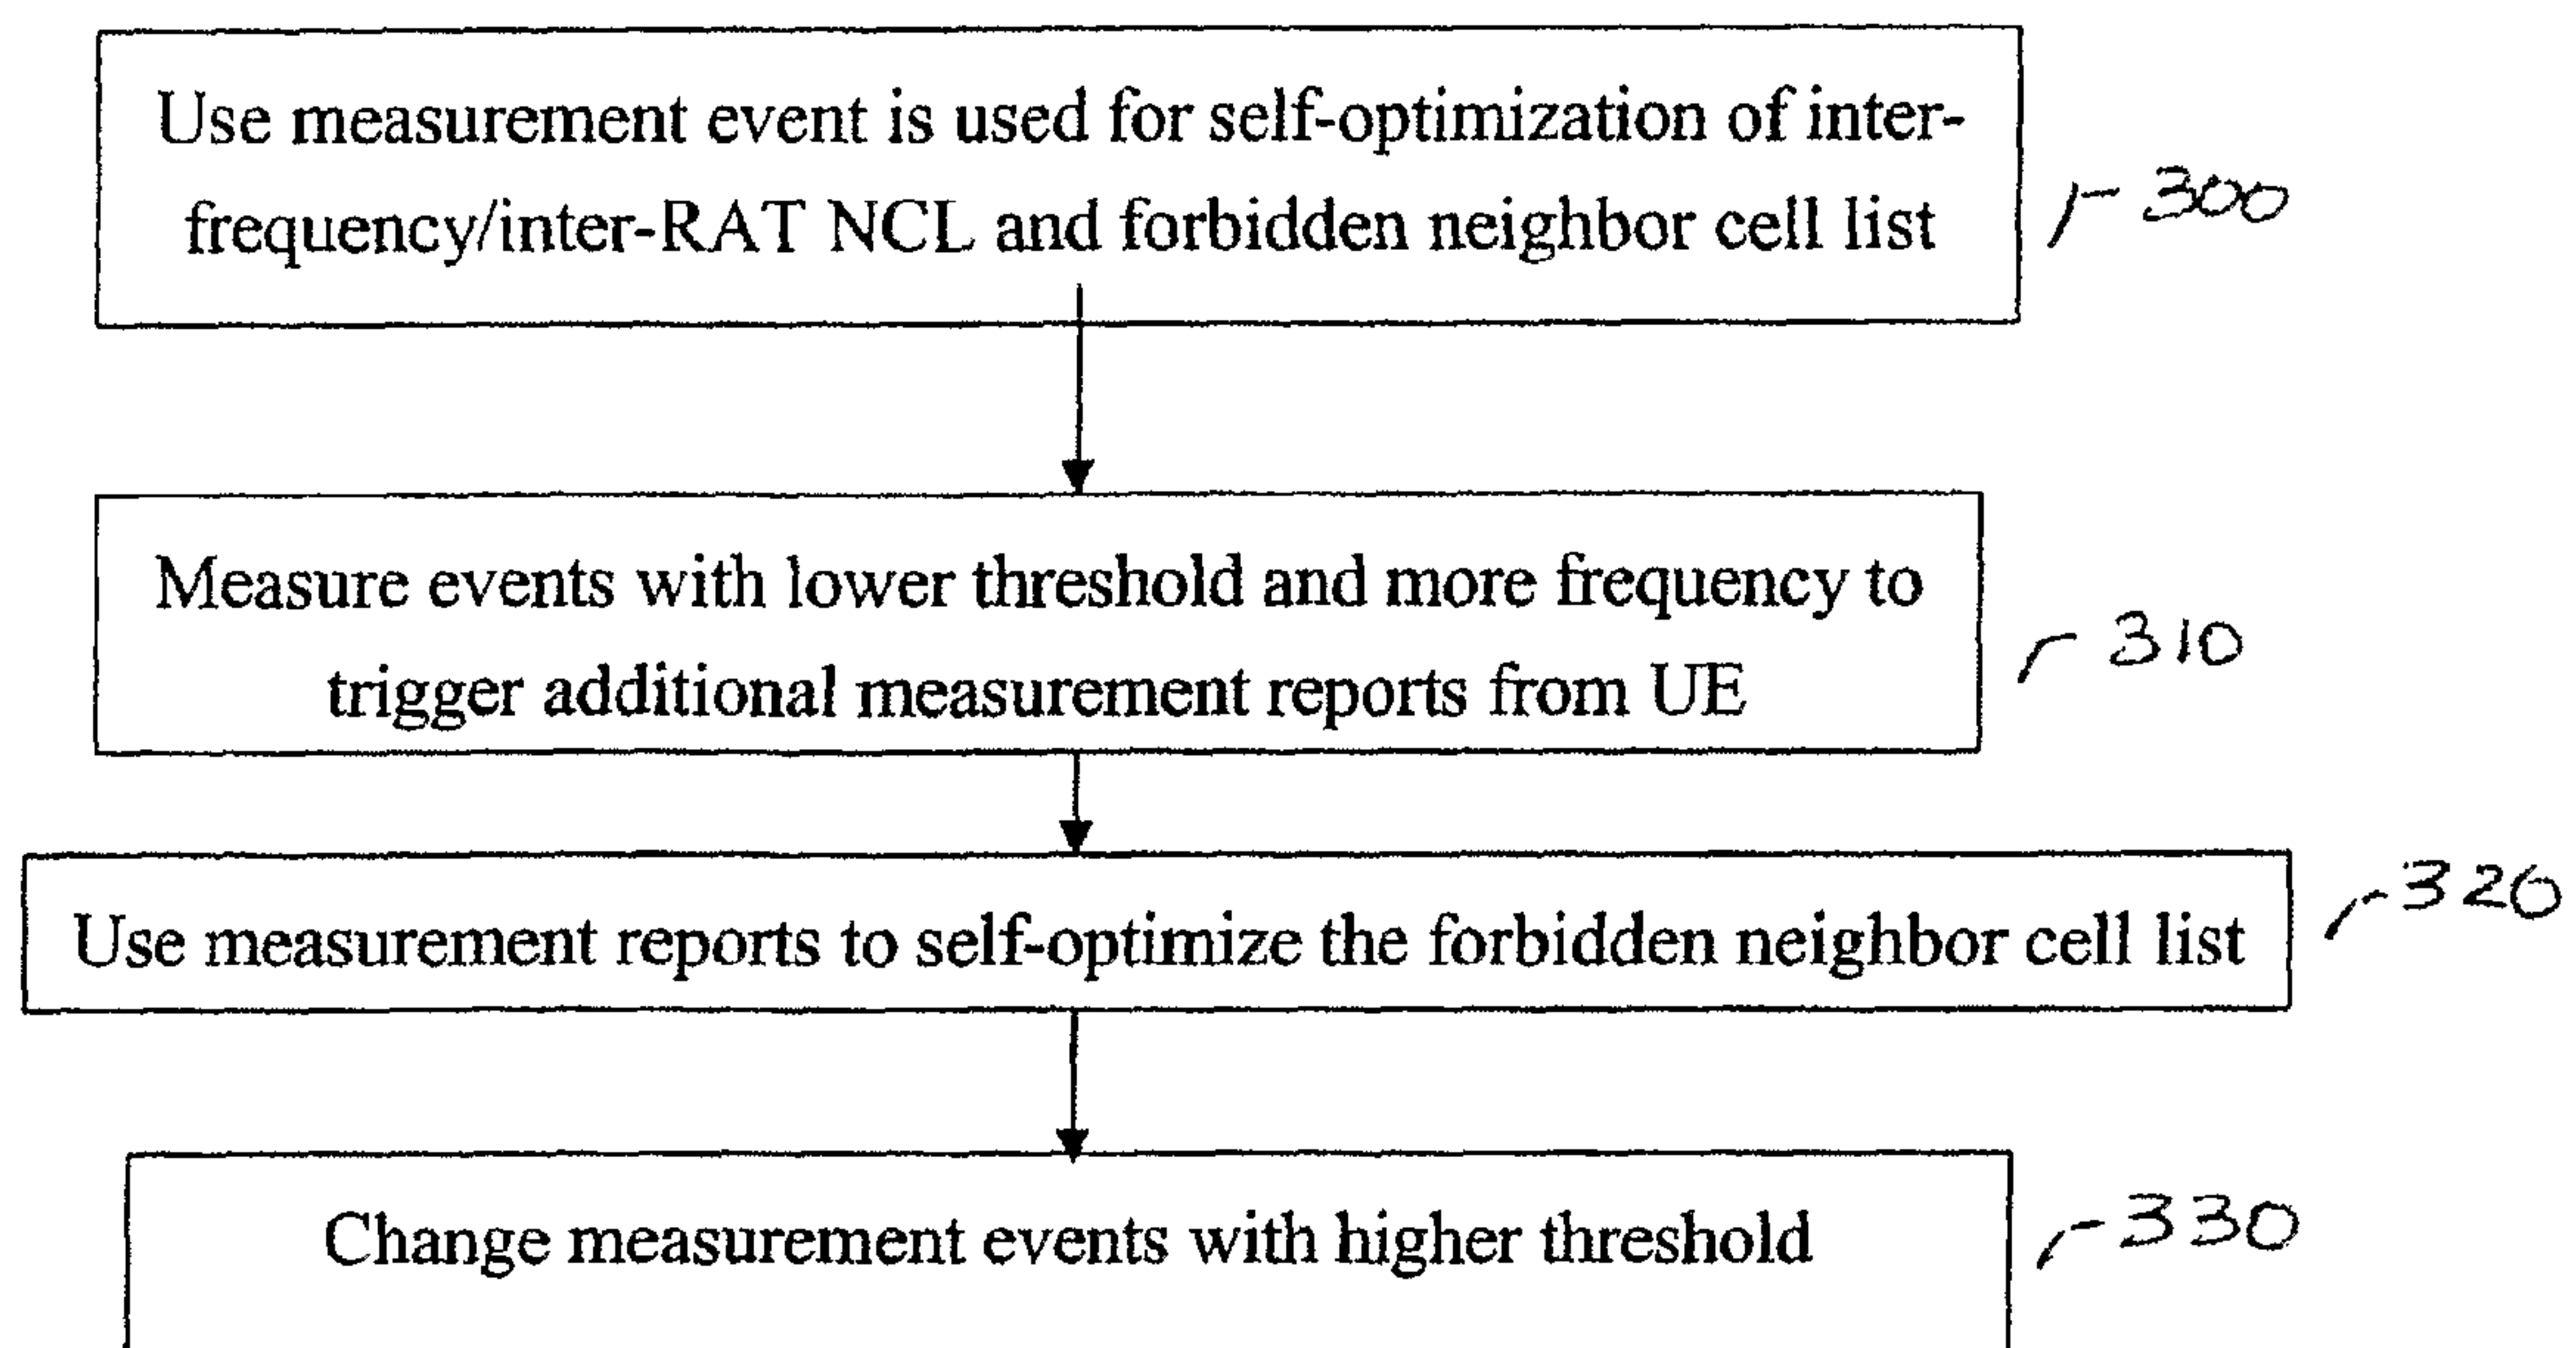 Use measurement event is used for self-optimization of inter-
frequency/inter-RAT NCL and forbidden neighbor cell list
300
Measure events with lower threshold and more frequency to
trigger additional measurement reports from UE
310
Use measurement reports to self-optimize the forbidden neighbor cell list
320
Change measurement events with higher threshold
330